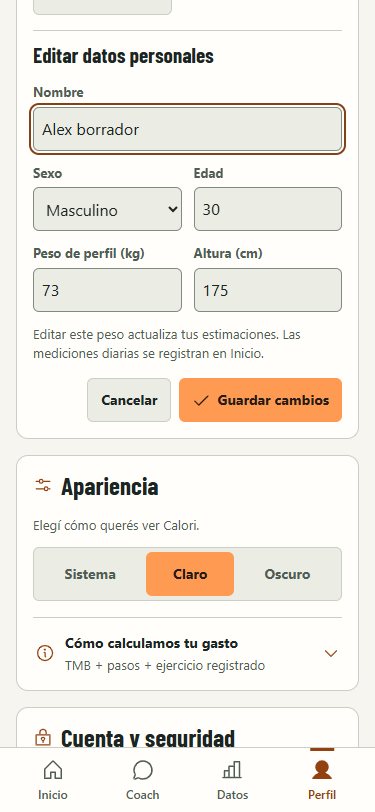 Editar datos personales
Nombre
Alex borrador
Sexo
Edad
Masculino
30
Peso de perfil (kg)
Altura (cm)
73
175
Editar este peso actualiza tus estimaciones. Las
mediciones diarias se registran en Inicio.
Cancelar
Guardar cambios
Apariencia
Elegí cómo querés ver Calori.
Sistema
Claro
Oscuro
Cómo calculamos tu gasto
TMB + pasos + ejercicio registrado
Cuenta y seguridad
Inicio
Coach
Datos
Perfil